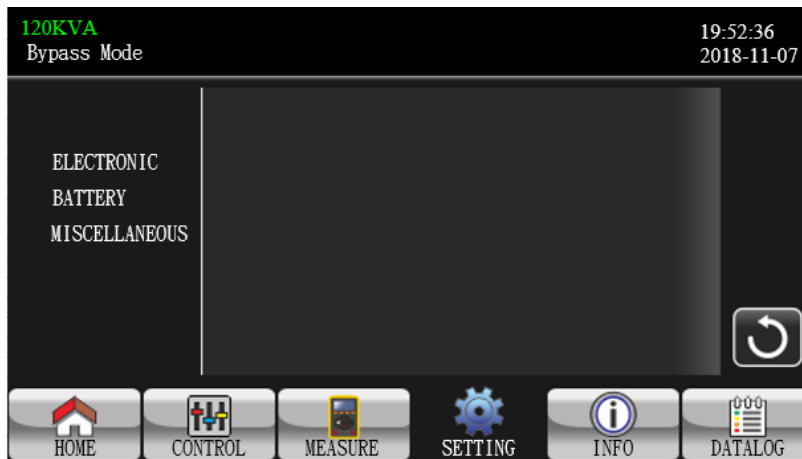 120KVA
Bypass Mode
19:52:36
2018-11-07
ELECTRONIC
BATTERY
MISCELLANEOUS
HOME
CONTROL
MEASURE
SETTING
INFO
DATALOG